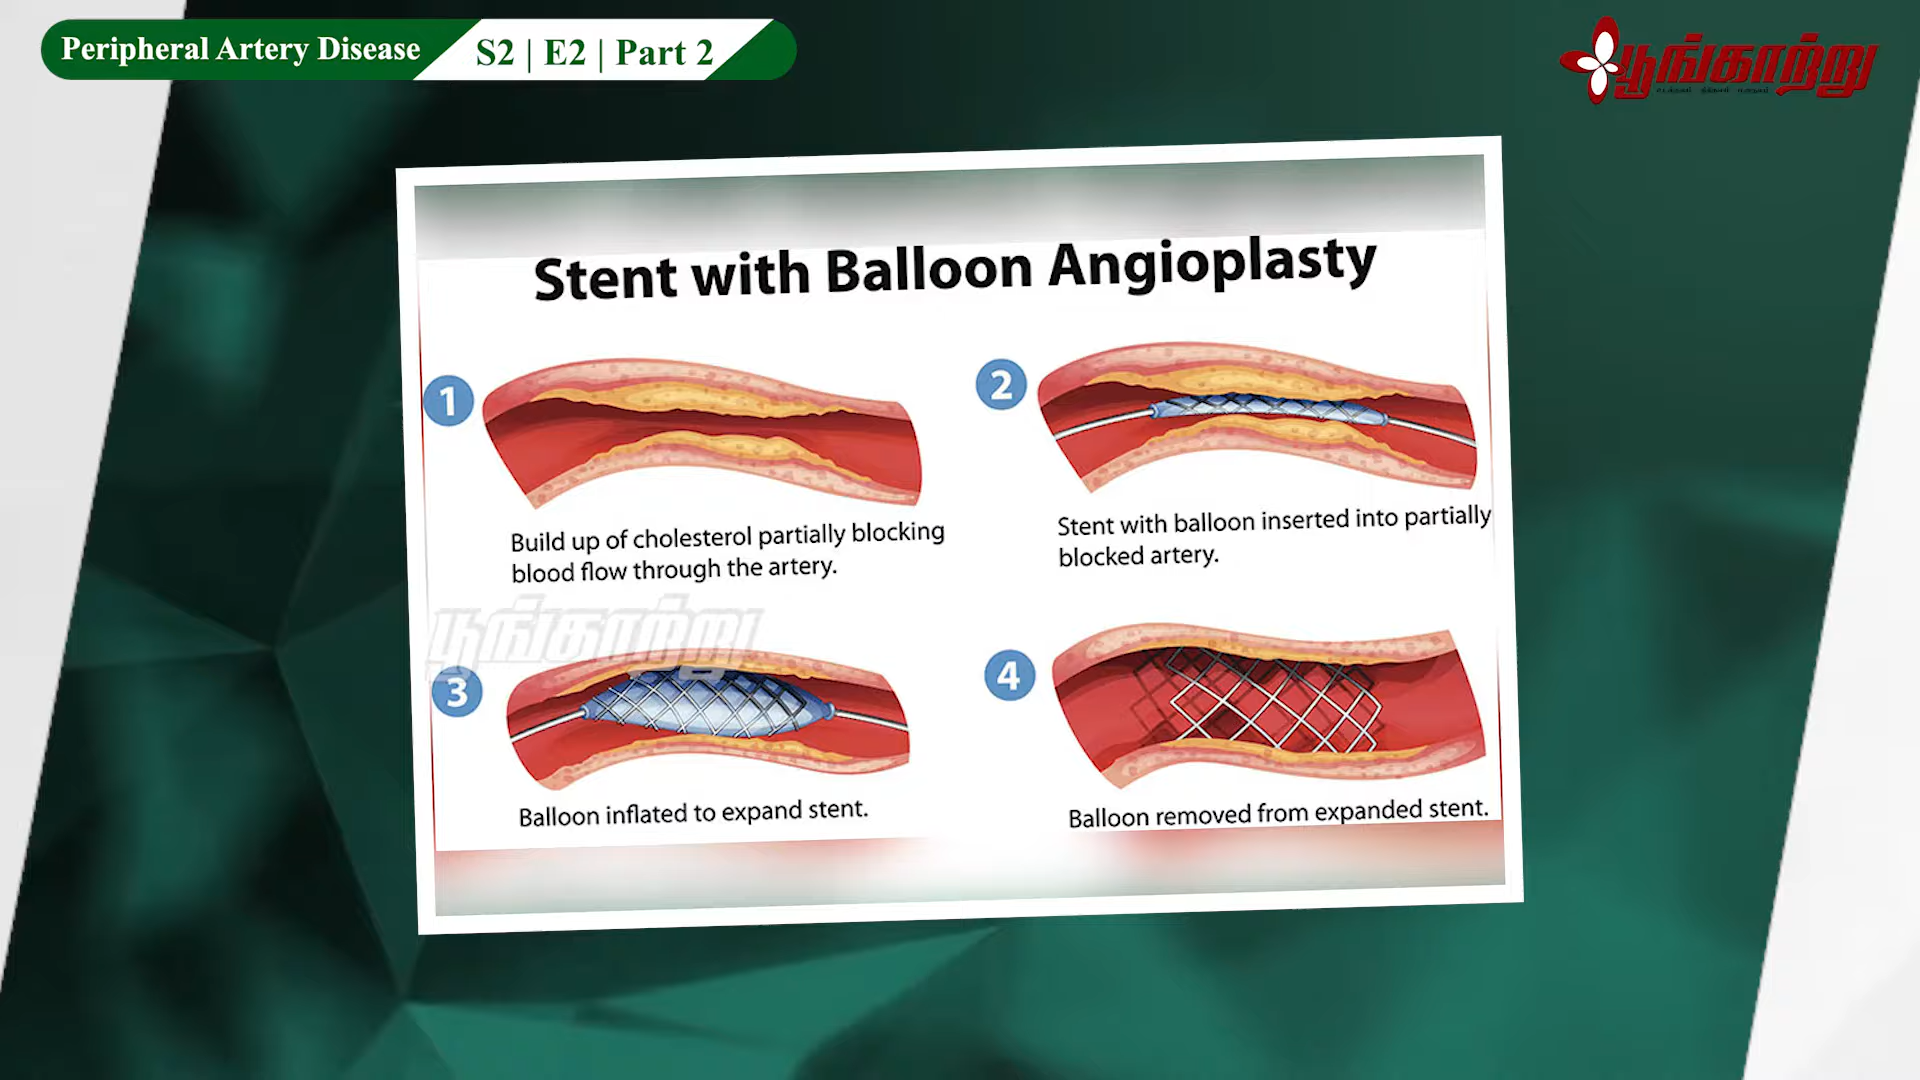 Peripheral Artery Disease
S2 | E2 | Part 2
பூங்காற்று
Stent with Balloon Angioplasty
1
2
Build up of cholesterol partially blocking
blood flow through the artery.
Stent with balloon inserted into partially
blocked artery.
பூங்காற்று
3
4
Balloon inflated to expand stent.
Balloon removed from expanded stent.